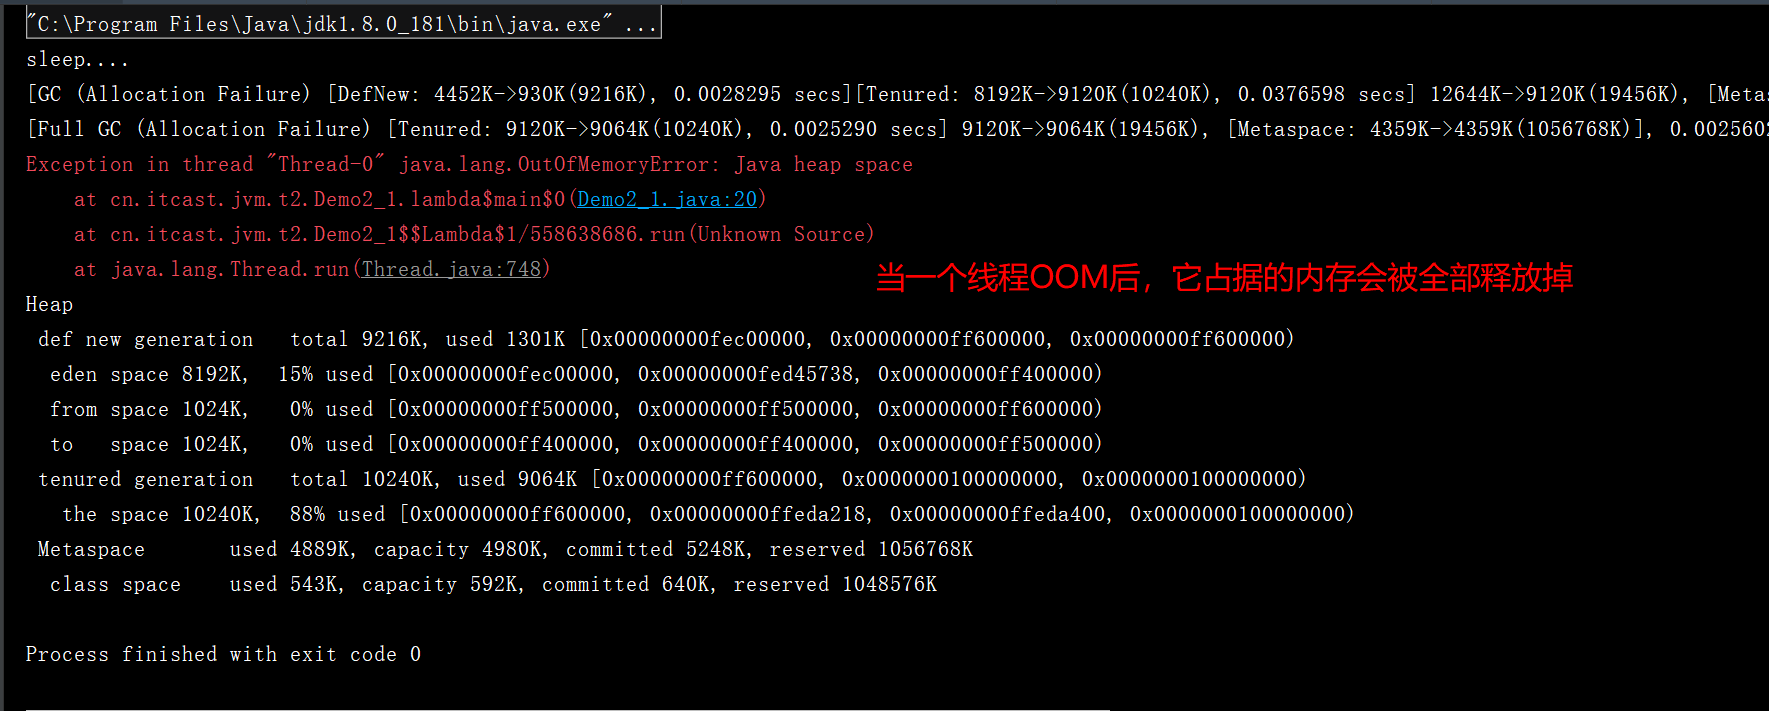 "C:\Program Files\Java\jdk1.8.0_181\bin\java.exe" ...
sleep....
[GC (Allocation Failure) [DefNew: 4452K->930K(9216K), 0.0028295 secs][Tenured: 8192K->9120K(10240K), 0.0376598 secs] 12644K->9120K(19456K), [Metas
[Full GC (Allocation Failure) [Tenured: 9120K->9064K(10240K), 0.0025290 secs] 9120K->9064K(19456K), [Metaspace: 4359K->4359K(1056768K)], 0.0025602
Exception in thread "Thread-0" java.lang.OutOfMemoryError: Java heap space
at cn.itcast.jvm.t2.Demo2_1.lambda$main$0(Demo2_1.java:20)
at cn.itcast.jvm.t2.Demo2_1$$Lambda$1/558638686.run(Unknown Source)
at java.lang.Thread.run(Thread.java:748)
当一个线程OOM后，它占据的内存会被全部释放掉
Heap
def new generation   total 9216K, used 1301K [0x00000000fec00000, 0x00000000ff600000, 0x00000000ff600000)
eden space 8192K,  15% used [0x00000000fec00000, 0x00000000fed45738, 0x00000000ff400000)
from space 1024K,   0% used [0x00000000ff500000, 0x00000000ff500000, 0x00000000ff600000)
to   space 1024K,   0% used [0x00000000ff400000, 0x00000000ff400000, 0x00000000ff500000)
tenured generation   total 10240K, used 9064K [0x00000000ff600000, 0x0000000100000000, 0x0000000100000000)
the space 10240K,  88% used [0x00000000ff600000, 0x00000000ffeda218, 0x00000000ffeda400, 0x0000000100000000)
Metaspace       used 4889K, capacity 4980K, committed 5248K, reserved 1056768K
class space    used 543K, capacity 592K, committed 640K, reserved 1048576K
Process finished with exit code 0